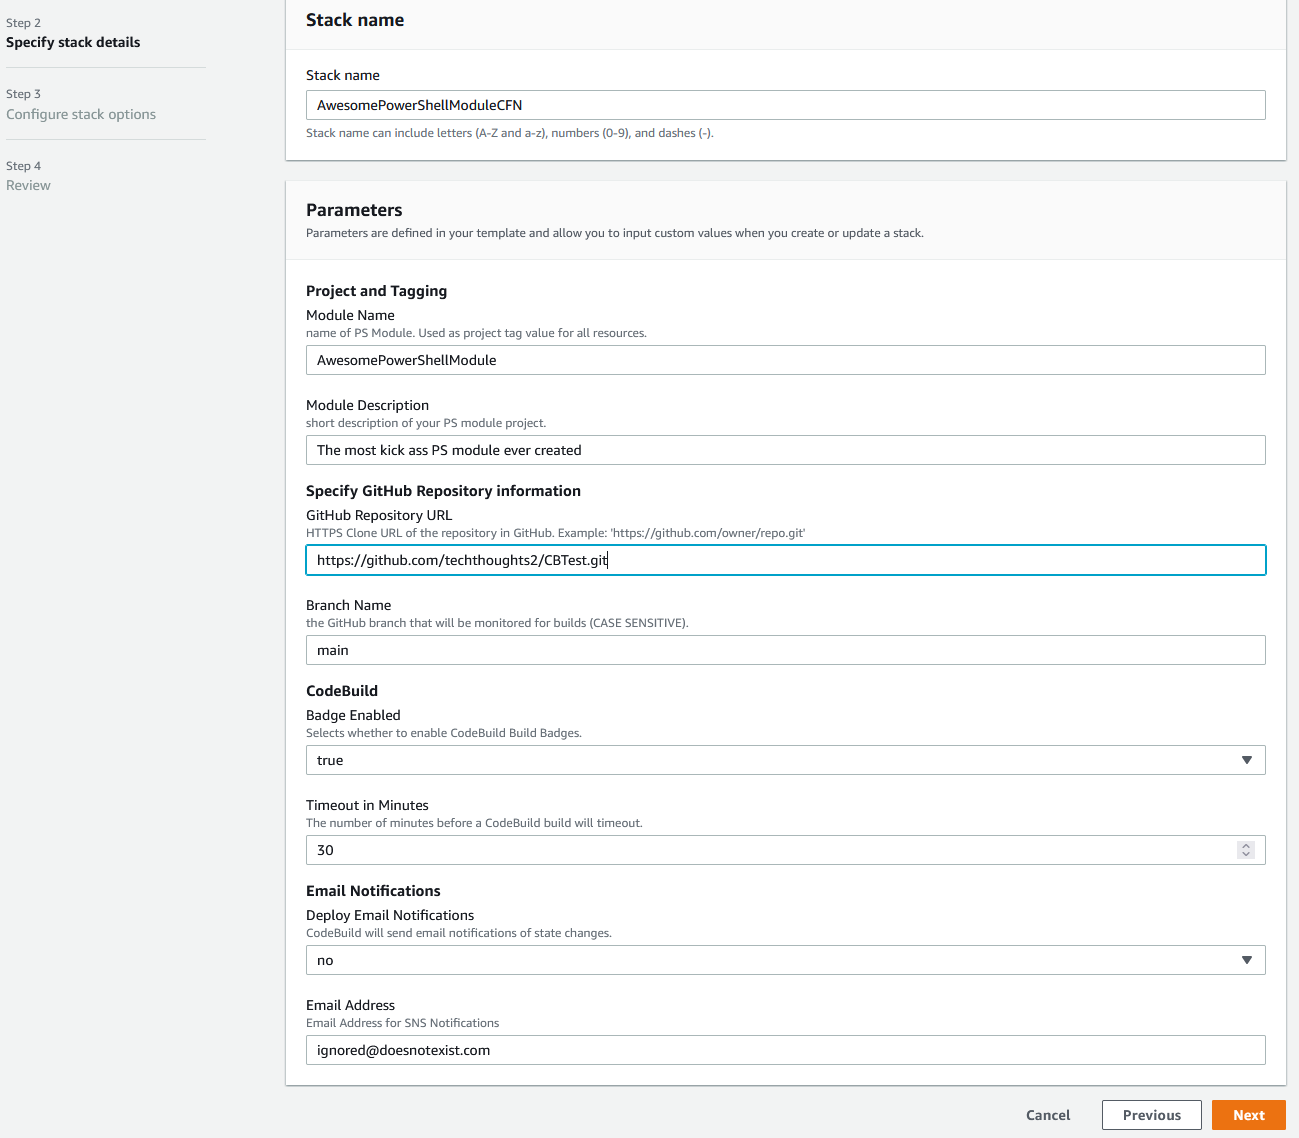 Step 2
Specify stack details
Step 3
Configure stack options
Step 4
Review
Stack name
Stack name
AwesomePowerShellModuleCFN
Stack name can include letters (A-Z and a-z), numbers (0-9), and dashes (-).
Parameters
Parameters are defined in your template and allow you to input custom values when you create or update a stack.
Project and Tagging
Module Name
name of PS Module. Used as project tag value for all resources.
AwesomePowerShellModule
Module Description
short description of your PS module project.
The most kick ass PS module ever created
Specify GitHub Repository information
GitHub Repository URL
HTTPS Clone URL of the repository in GitHub. Example: 'https://github.com/owner/repo.git'
https://github.com/techthoughts2/CBTest.git
Branch Name
the GitHub branch that will be monitored for builds (CASE SENSITIVE).
main
CodeBuild
Badge Enabled
Selects whether to enable CodeBuild Build Badges.
true
Timeout in Minutes
The number of minutes before a CodeBuild build will timeout.
30
Email Notifications
Deploy Email Notifications
CodeBuild will send email notifications of state changes.
no
Email Address
Email Address for SNS Notifications
ignored@doesnotexist.com
Cancel
Previous
Next